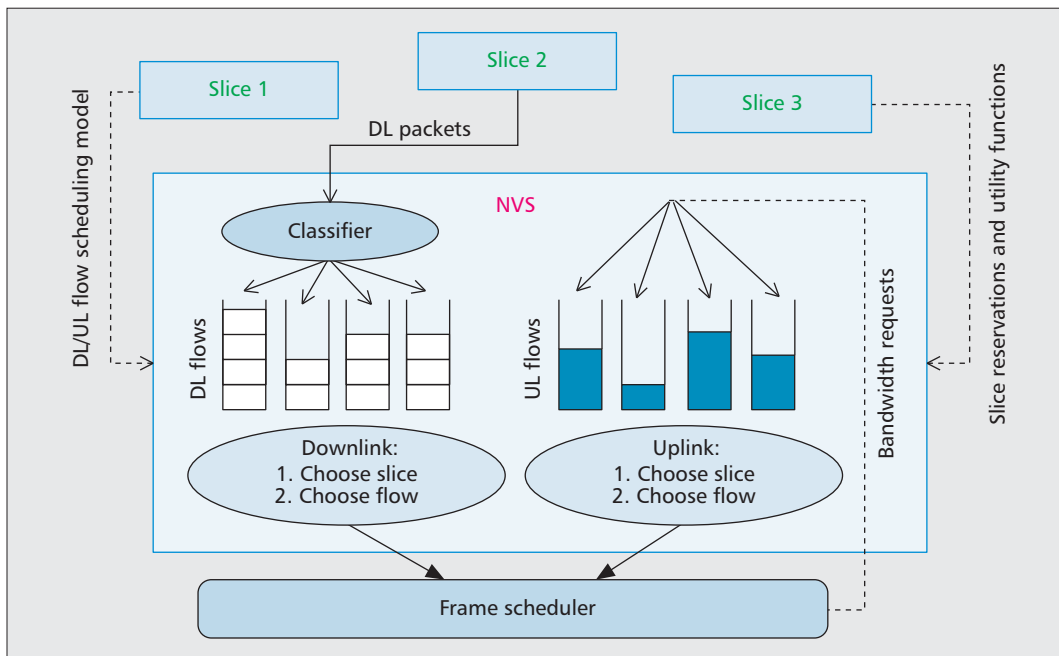 Slice 1
Slice 2
Slice 3
DL packets
DL/UL flow scheduling model
Slice reservations and utility functions
NVS
Classifier
DL flows
UL flows
Bandwidth requests
Downlink:
1. Choose slice
2. Choose flow
Uplink:
1. Choose slice
2. Choose flow
Frame scheduler